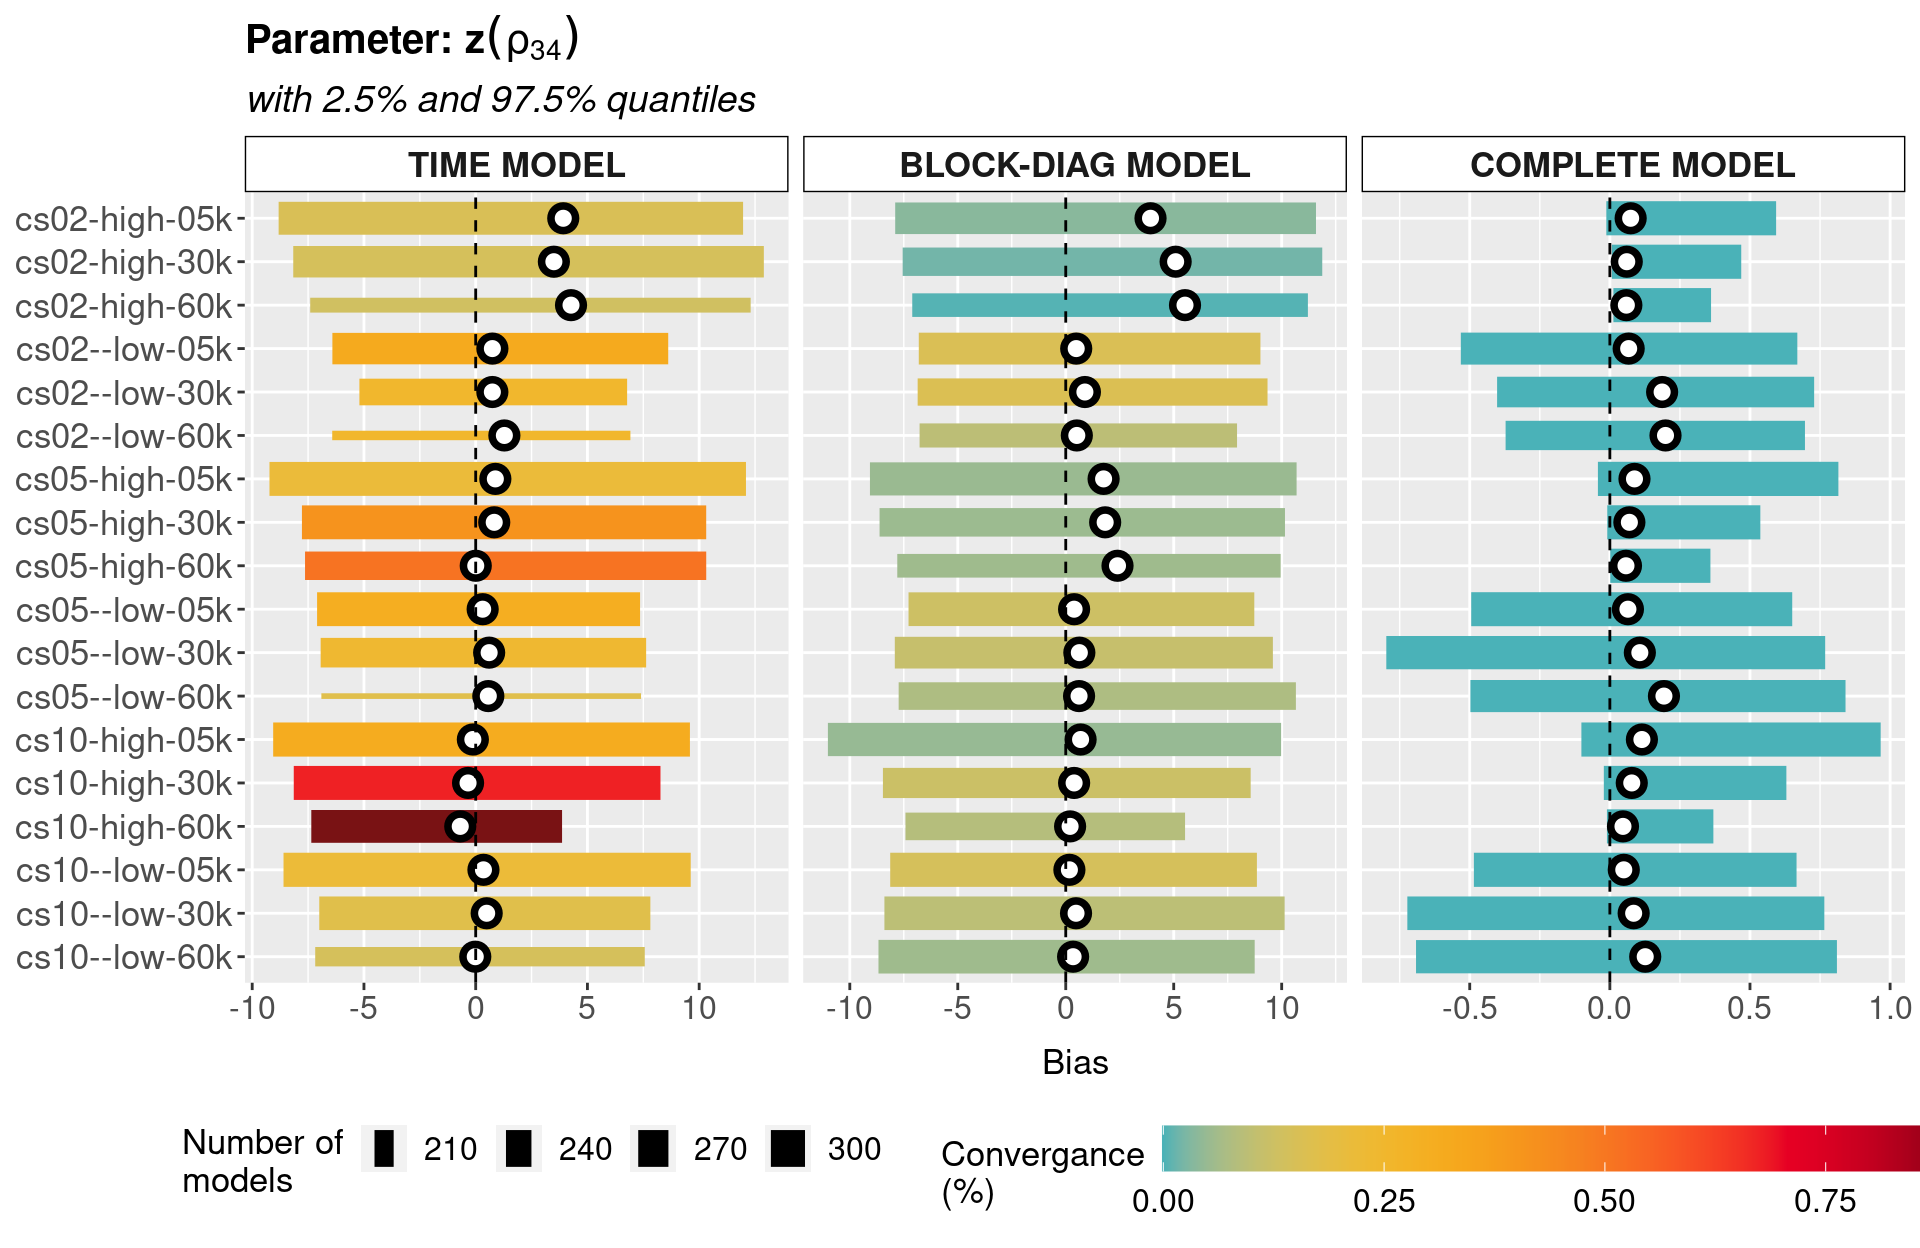 Parameter: z(ρ34)
with 2.5% and 97.5% quantiles
TIME MODEL
BLOCK-DIAG MODEL
COMPLETE MODEL
cs02-high-05k
cs02-high-30k
cs02-high-60k
cs02--low-05k
cs02--low-30k
cs02--low-60k
cs05-high-05k
cs05-high-30k
cs05-high-60k
cs05--low-05k
cs05--low-30k
cs05--low-60k
cs10-high-05k
cs10-high-30k
cs10-high-60k
cs10--low-05k
cs10--low-30k
cs10--low-60k
-10 -5 0 5 10
-10 -5 0 5 10
-0.5 0.0 0.5 1.0
Bias
Number of
models
210 240 270 300
Convergance
(%)
0.00 0.25 0.50 0.75